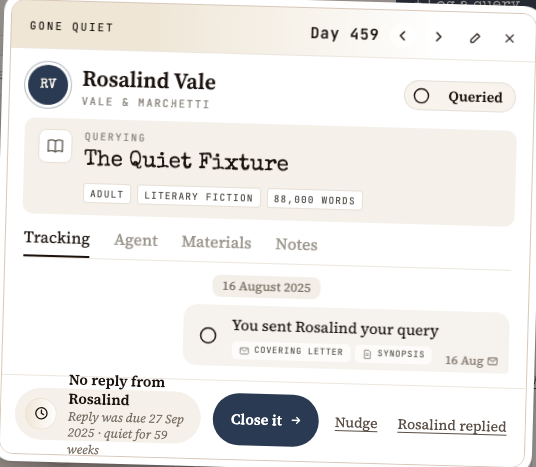 Log a query
GONE QUIET
Day 459
RV
Rosalind Vale
VALE & MARCHETTI
Queried
QUERYING
The Quiet Fixture
ADULT
LITERARY FICTION
88,000 WORDS
Tracking
Agent
Materials
Notes
16 August 2025
You sent Rosalind your query
COVERING LETTER
SYNOPSIS
16 Aug
No reply from
Rosalind
Reply was due 27 Sep
2025 · quiet for 59
weeks
Close it →
Nudge
Rosalind replied